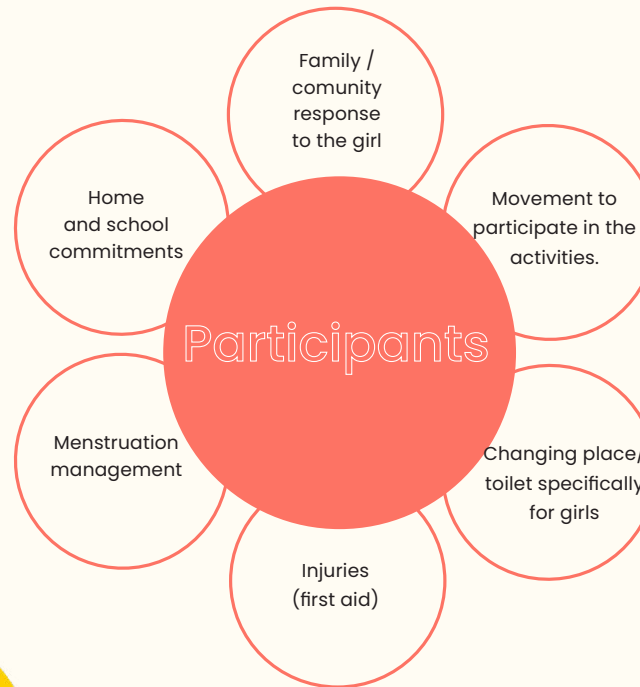 Family /
comunity
response
to the girl
Home
and school
commitments
Movement to
participate in the
activities.
Participants
Menstruation
management
Changing place/
toilet specifically
for girls
Injuries
(first aid)